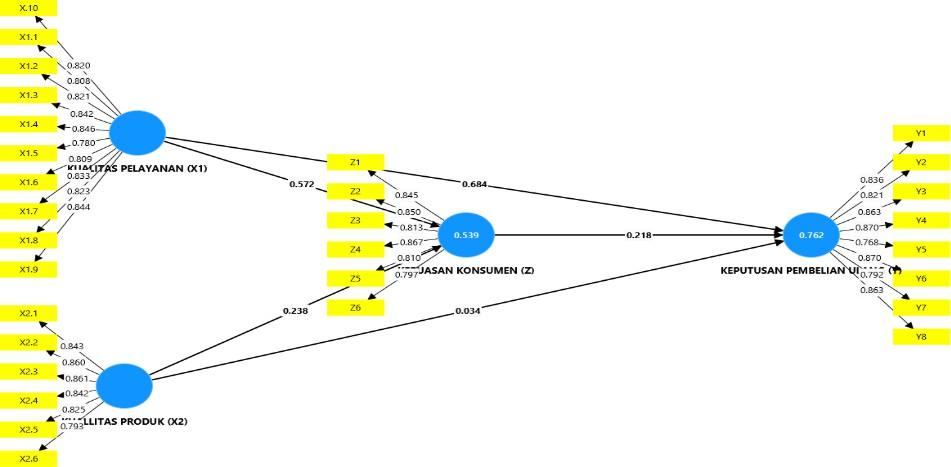 X.10
X1.1
X1.2
X1.3
X1.4
X1.5
X1.6
X1.7
X1.8
X1.9
0.820
0.808
0.821
0.842
0.846
0.780
0.809
0.833
0.823
0.844
KUALITAS PELAYANAN (X1)
X2.1
X2.2
X2.3
X2.4
X2.5
X2.6
0.843
0.860
0.861
0.842
0.825
0.793
PRODUK (X2)
0.572
0.684
0.238
0.034
0.218
Z1
Z2
Z3
Z4
Z5
Z6
0.845
0.850
0.813
0.867
0.810
0.797
0.539
KONSUMEN (Z)
0.762
KEPUTUSAN PEMBELIAN
0.836
0.821
0.863
0.870
0.768
0.870
0.792
0.863
Y1
Y2
Y3
Y4
Y5
Y6
Y7
Y8